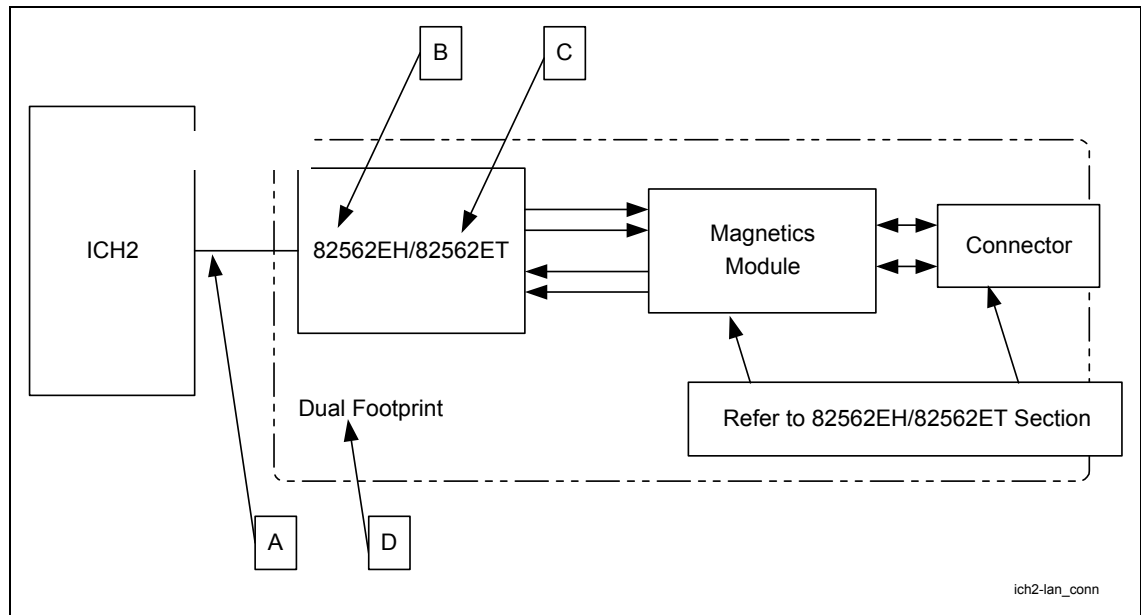 B
C
ICH2
82562EH/82562ET
Magnetics
Module
Connector
Dual Footprint
Refer to 82562EH/82562ET Section
A
D
ich2-lan_conn